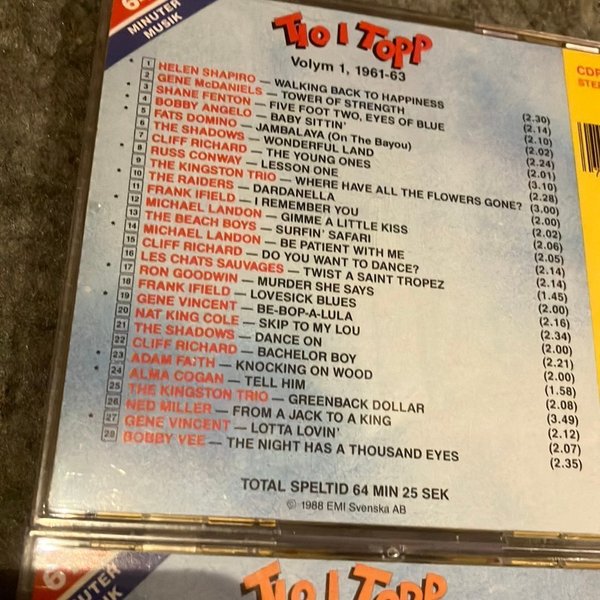 6
MINUTER
MUSIK
TIO I TOPP
Volym 1, 1961-63
CDP
STE
1 HELEN SHAPIRO — WALKING BACK TO HAPPINESS (2.30)
2 GENE McDANIELS — TOWER OF STRENGTH (2.14)
3 SHANE FENTON — FIVE FOOT TWO, EYES OF BLUE (2.10)
4 BOBBY ANGELO — BABY SITTIN' (2.02)
5 FATS DOMINO — JAMBALAYA (On The Bayou) (2.24)
6 THE SHADOWS — WONDERFUL LAND (2.01)
7 CLIFF RICHARD — THE YOUNG ONES (3.10)
8 RUSS CONWAY — LESSON ONE (2.28)
9 THE KINGSTON TRIO — WHERE HAVE ALL THE FLOWERS GONE? (3.00)
10 THE RAIDERS — DARDANELLA (2.00)
11 FRANK IFIELD — I REMEMBER YOU (2.02)
12 MICHAEL LANDON — GIMME A LITTLE KISS (2.06)
13 THE BEACH BOYS — SURFIN' SAFARI (2.05)
14 MICHAEL LANDON — BE PATIENT WITH ME (2.14)
15 CLIFF RICHARD — DO YOU WANT TO DANCE? (2.14)
16 LES CHATS SAUVAGES — TWIST A SAINT TROPEZ (1.45)
17 RON GOODWIN — MURDER SHE SAYS (2.00)
18 FRANK IFIELD — LOVESICK BLUES (2.16)
19 GENE VINCENT — BE-BOP-A-LULA (2.34)
20 NAT KING COLE — SKIP TO MY LOU (2.00)
21 THE SHADOWS — DANCE ON (2.21)
22 CLIFF RICHARD — BACHELOR BOY (2.00)
23 ADAM FAITH — KNOCKING ON WOOD (1.58)
24 ALMA COGAN — TELL HIM (2.08)
25 THE KINGSTON TRIO — GREENBACK DOLLAR (3.49)
26 NED MILLER — FROM A JACK TO A KING (2.12)
27 GENE VINCENT — LOTTA LOVIN' (2.07)
28 BOBBY VEE — THE NIGHT HAS A THOUSAND EYES (2.35)
TOTAL SPELTID 64 MIN 25 SEK
© 1988 EMI Svenska AB
6
MINUTER
TIO I TOPP